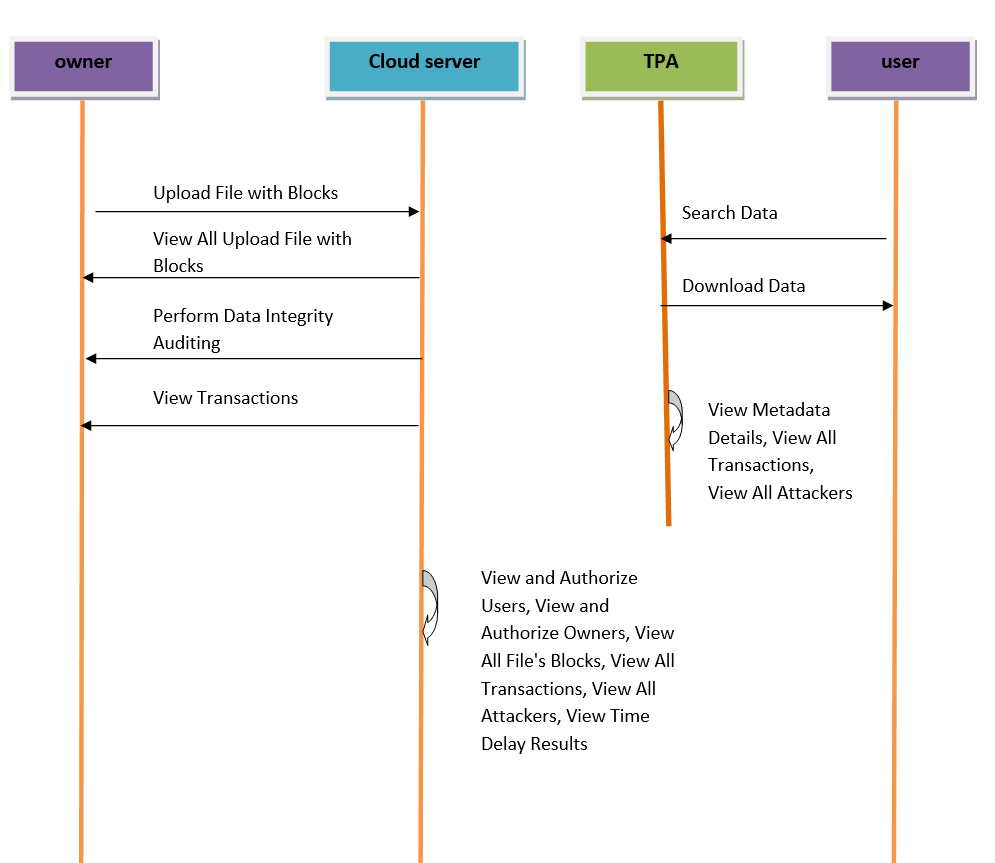 owner
Cloud server
TPA
user
Upload File with Blocks
View All Upload File with
Blocks
Perform Data Integrity
Auditing
View Transactions
Search Data
Download Data
View Metadata
Details, View All
Transactions,
View All Attackers
View and Authorize
Users, View and
Authorize Owners, View
All File's Blocks, View All
Transactions, View All
Attackers, View Time
Delay Results